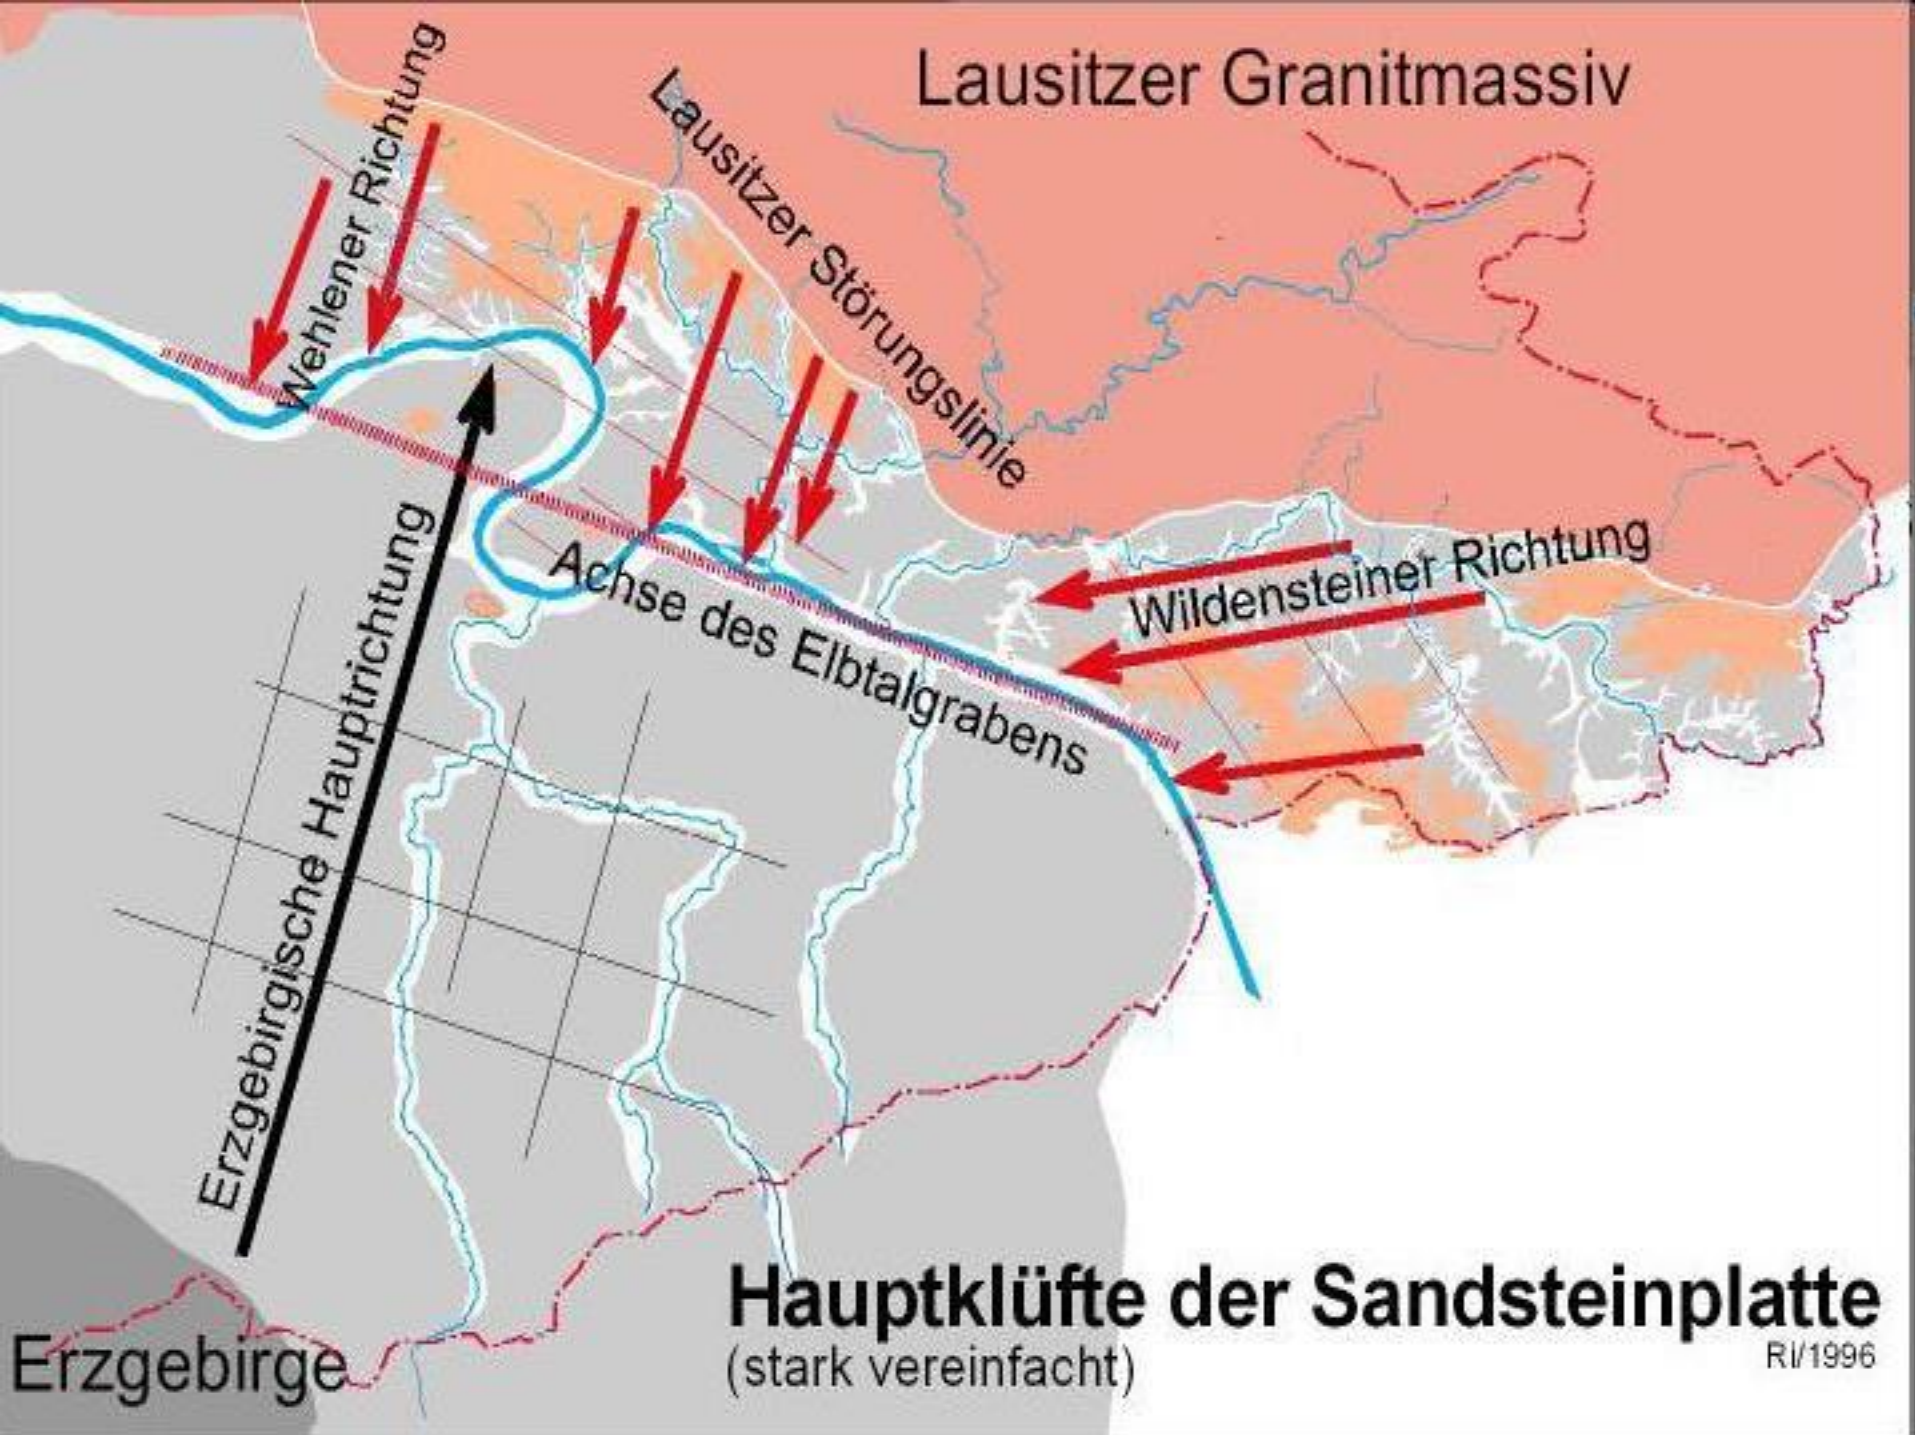 Lausitzer Granitmassiv
Wehlener Richtung
Lausitzer Störungslinie
Wildensteiner Richtung
Achse des Elbtalgrabens
Erzgebirgische Hauptrichtung
Hauptklüfte der Sandsteinplatte
(stark vereinfacht)
RI/1996
Erzgebirge